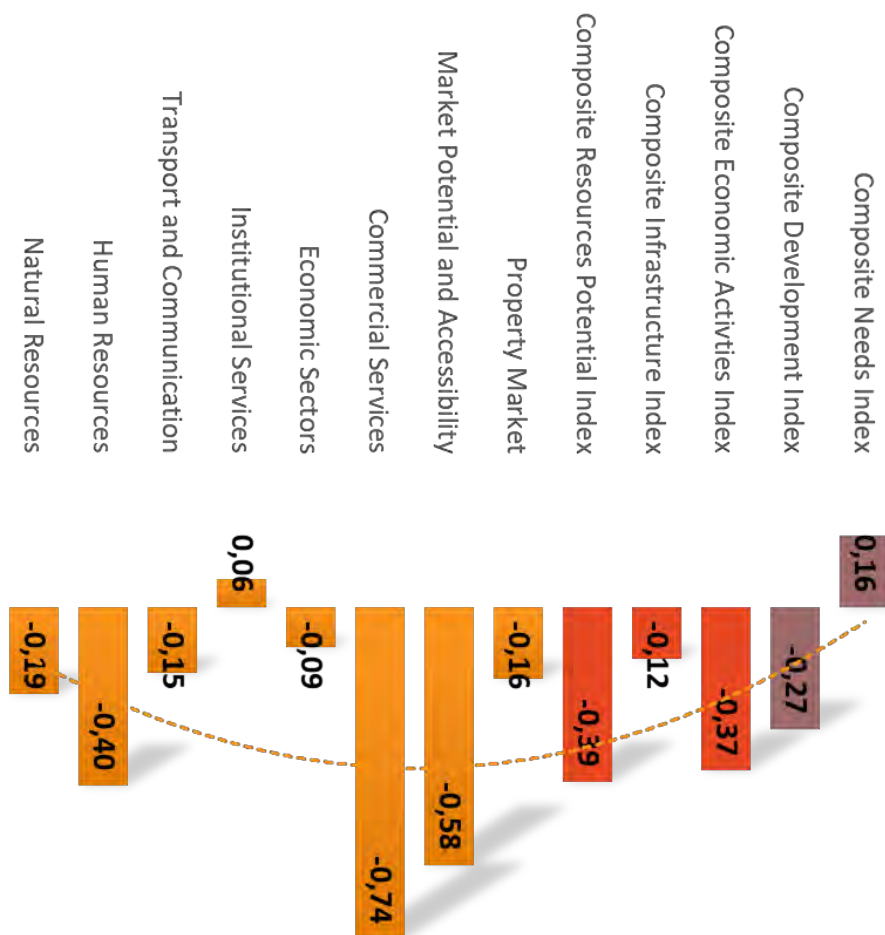 Natural Resources
Human Resources
Transport and Communication
Institutional Services
Economic Sectors
Commercial Services
Market Potential and Accessibility
Property Market
Composite Resources Potential Index
Composite Infrastructure Index
Composite Economic Activties Index
Composite Development Index
Composite Needs Index
-0,19
-0,40
-0,15
0,06
-0,09
-0,74
-0,58
-0,16
-0,39
-0,12
-0,37
-0,27
0,16